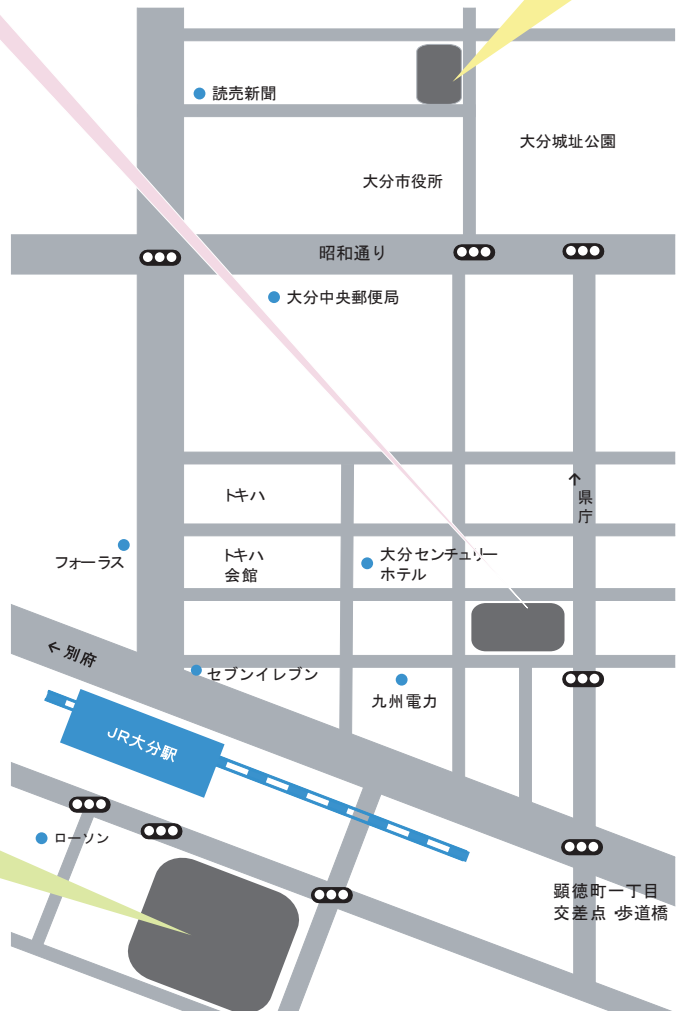 読売新聞
大分城址公園
大分市役所
昭和通り
大分中央郵便局
トキハ
↑
県
庁
フォーラス
トキハ
会館
大分センチュリー
ホテル
←別府
セブンイレブン
九州電力
JR大分駅
ローソン
顕徳町一丁目
交差点・歩道橋